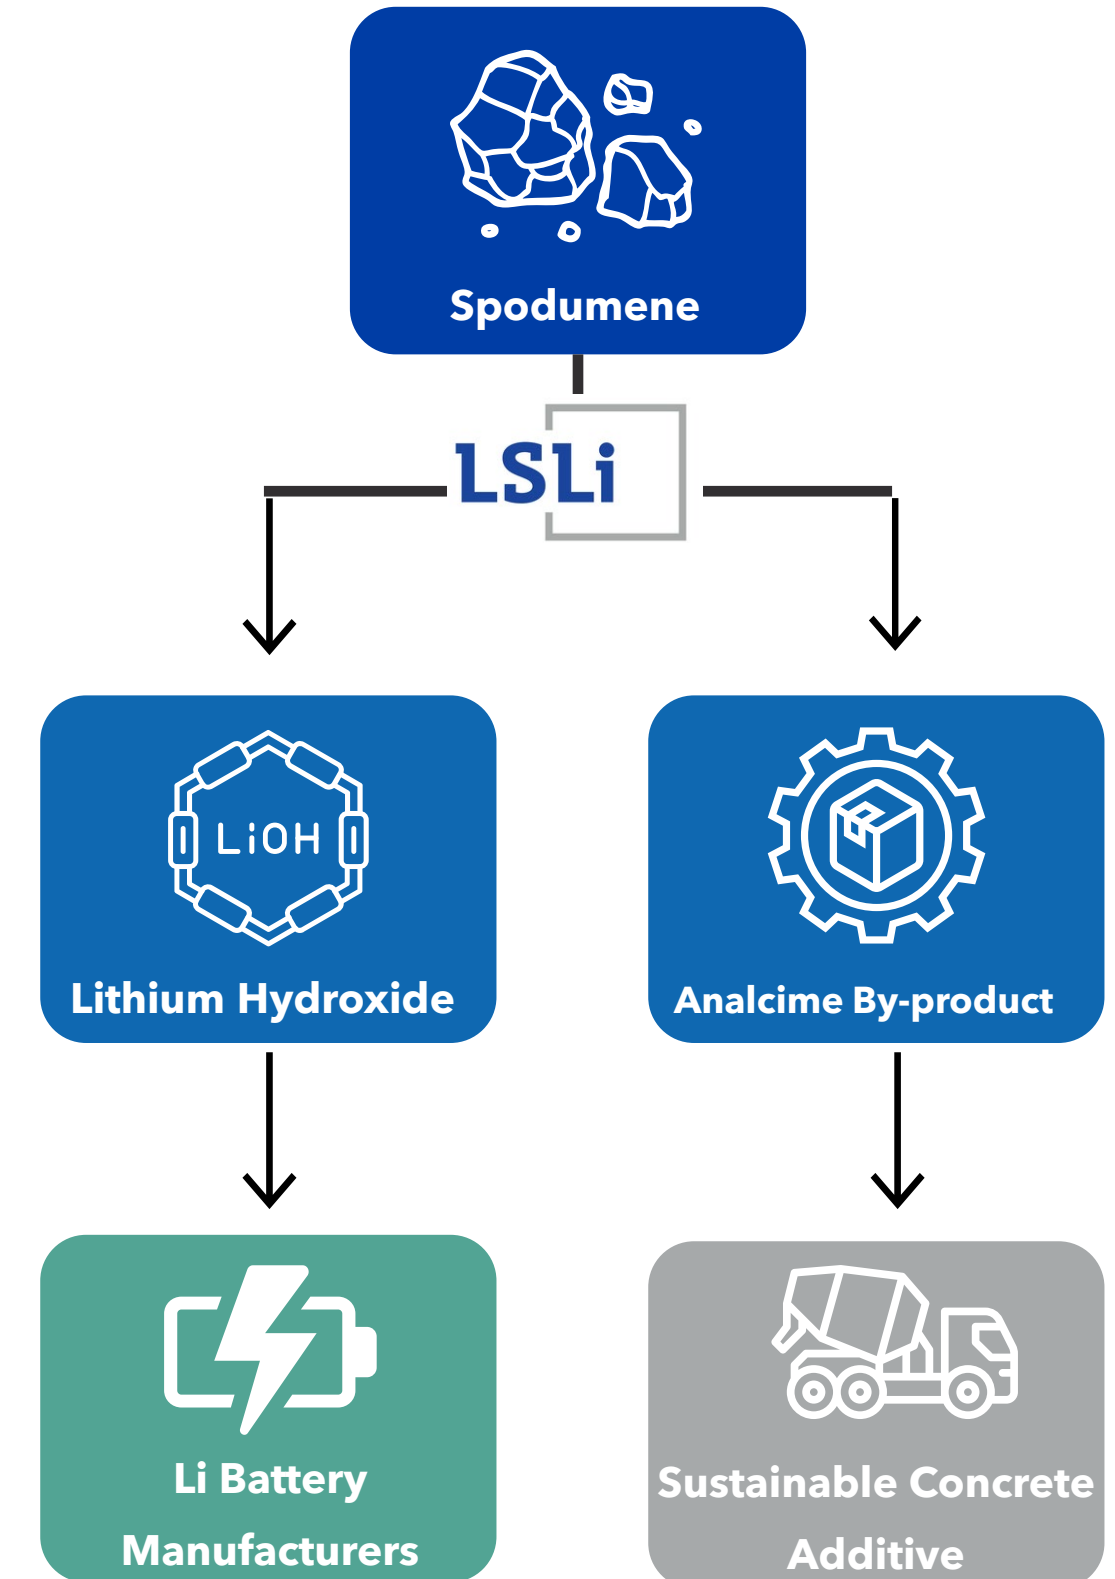 Spodumene
LSLi
LiOH
Lithium Hydroxide
Analcime By-product
Li Battery
Manufacturers
Sustainable Concrete
Additive